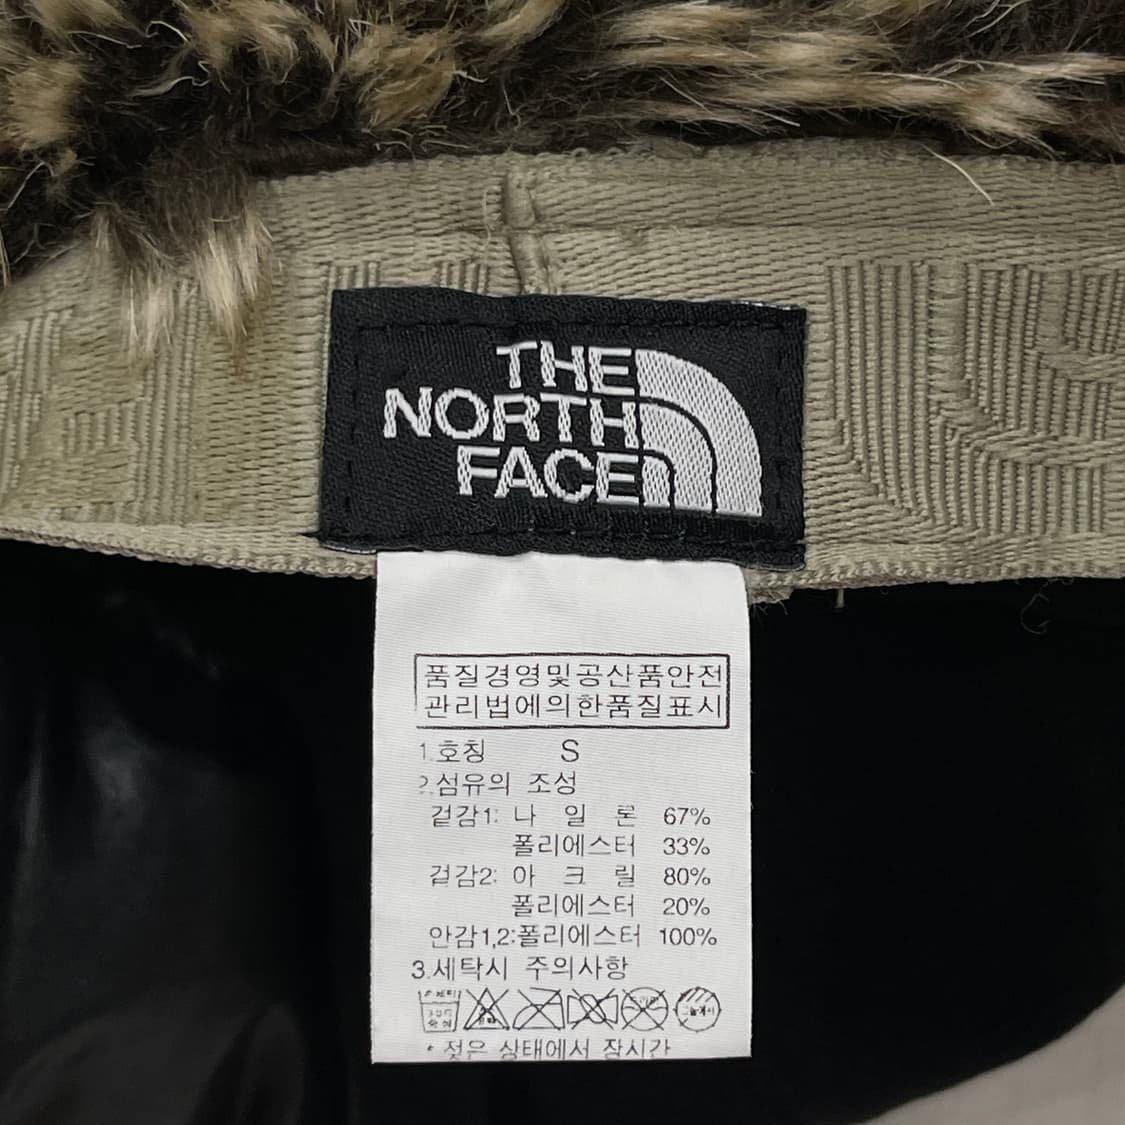 THE
NORTH
FACE
품질경영및공산품안전
관리법에의한품질표시
1.호칭 S
2.섬유의 조성
겉감1: 나 일 론 67%
폴리에스터 33%
겉감2: 아 크 릴 80%
폴리에스터 20%
안감1,2:폴리에스터 100%
3.세탁시 주의사항
* 젖은 상태에서 장시간